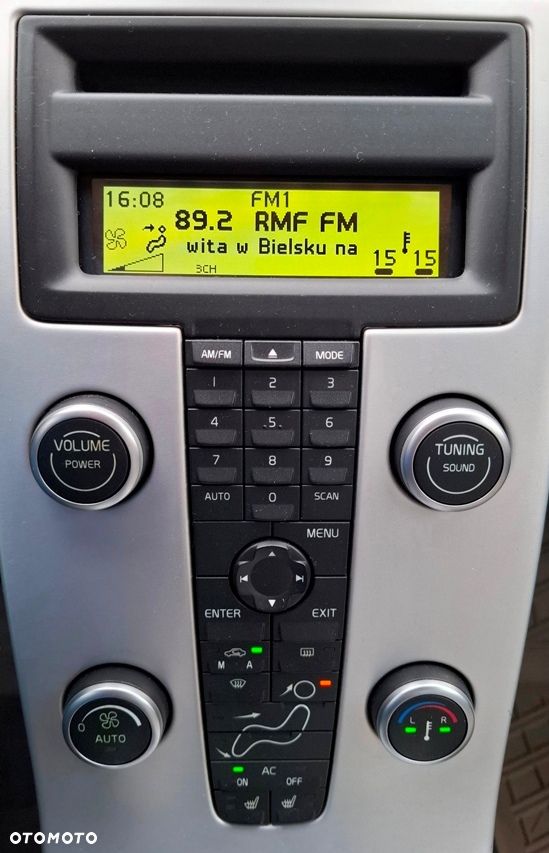 16:08 FM1
89.2 RMF FM
wita w Bielsku na
15 15
3CH
AM/FM MODE
1 2 3
4 5 6
7 8 9
AUTO 0 SCAN
VOLUME
POWER
TUNING
SOUND
MENU
ENTER EXIT
M A
0
AUTO
L R
AC
ON OFF
OTOMOTO